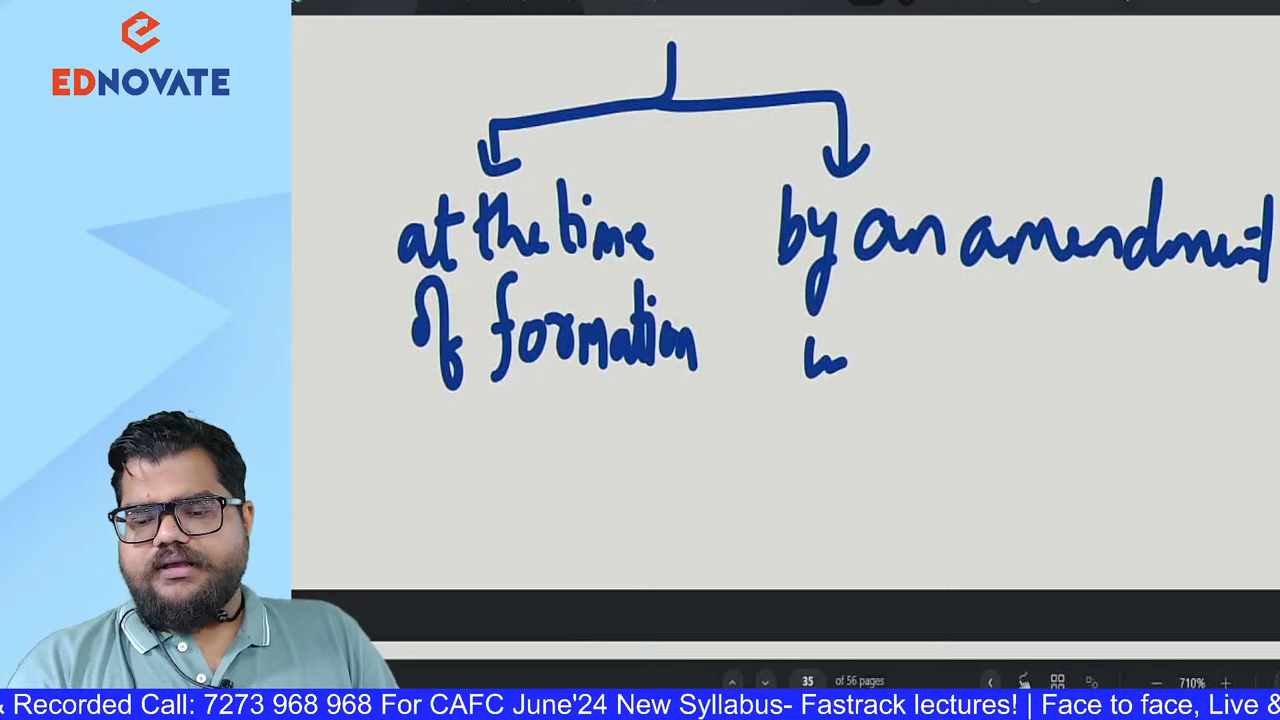 EDNOVATE
at the time
of formation
by an amendment
35
of 56 pages
710%
& Recorded Call: 7273 968 968 For CAFC June'24 New Syllabus- Fastrack lectures! | Face to face, Live &